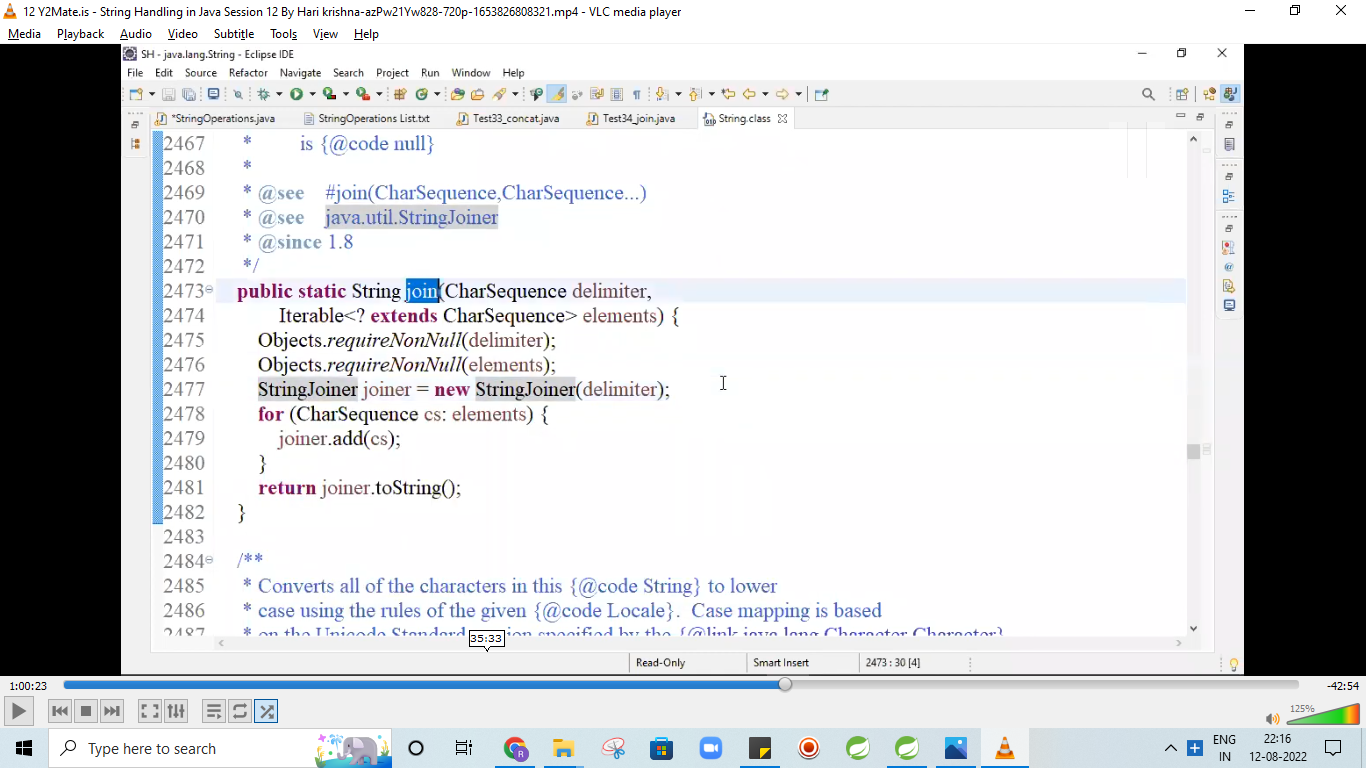 12 Y2Mate.is - String Handling in Java Session 12 By Hari krishna-azPw21Yw828-720p-1653826808321.mp4 - VLC media player
Media Playback Audio Video Subtitle Tools View Help
SH - java.lang.String - Eclipse IDE
File Edit Source Refactor Navigate Search Project Run Window Help
*StringOperations.java StringOperations List.txt Test33_concat.java Test34_join.java String.class
2467 * is {@code null}
2468 *
2469 * @see #join(CharSequence,CharSequence...)
2470 * @see java.util.StringJoiner
2471 * @since 1.8
2472 */
2473 public static String join(CharSequence delimiter,
2474 Iterable<? extends CharSequence> elements) {
2475 Objects.requireNonNull(delimiter);
2476 Objects.requireNonNull(elements);
2477 StringJoiner joiner = new StringJoiner(delimiter);
2478 for (CharSequence cs: elements) {
2479 joiner.add(cs);
2480 }
2481 return joiner.toString();
2482 }
2483
2484 /**
2485 * Converts all of the characters in this {@code String} to lower
2486 * case using the rules of the given {@code Locale}. Case mapping is based
2487 * on the Unicode Standard specified by the {@link java.lang.Character Character}
35:33
Read-Only Smart Insert 2473 : 30 [4]
1:00:23 -42:54
125%
Type here to search
ENG 22:16
IN 12-08-2022